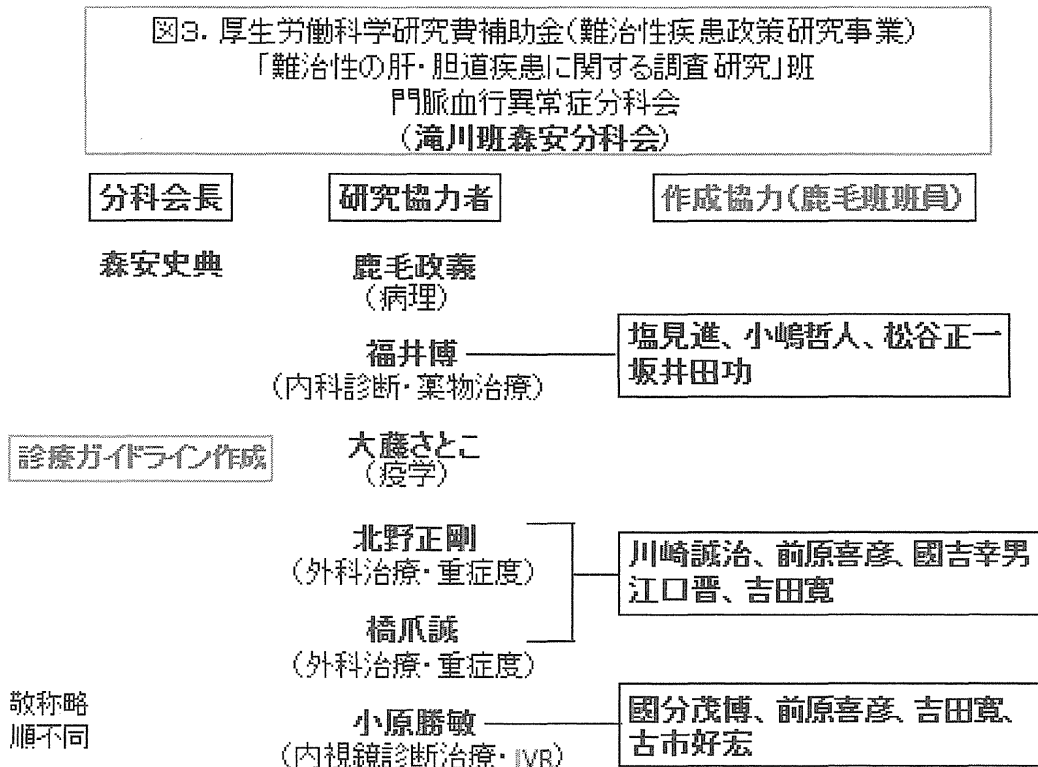 図3. 厚生労働科学研究費補助金(難治性疾患政策研究事業)
「難治性の肝・胆道疾患に関する調査研究」班
門脈血行異常症分科会
(滝川班森安分科会)
分科会長
研究協力者
作成協力(鹿毛班班員)
森安史典
鹿毛政義
(病理)
福井博
(内科診断・薬物治療)
塩見進、小嶋哲人、松谷正一
坂井田功
診療ガイドライン作成
大藤さとこ
(疫学)
北野正剛
(外科治療・重症度)
橋爪誠
(外科治療・重症度)
川崎誠治、前原喜彦、國吉幸男
江口晋、吉田寛
敬称略
順不同
小原勝敏
(内視鏡診断治療・IVR)
國分茂博、前原喜彦、吉田寛、
古市好宏